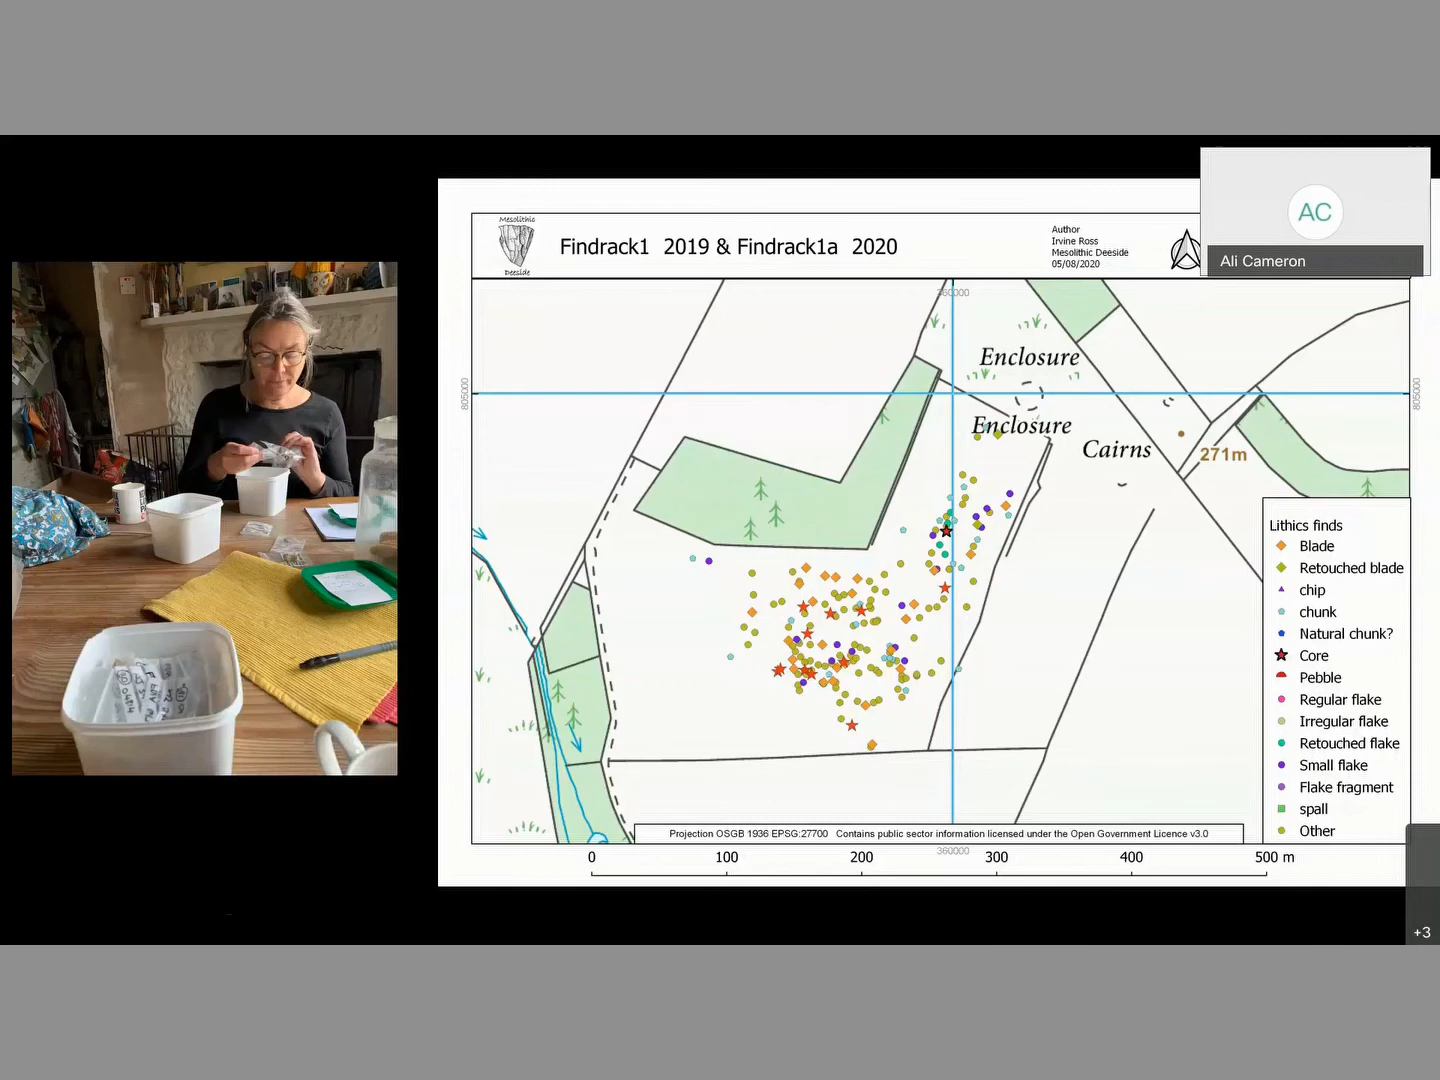 AC
Ali Cameron
Mesolithic
Deeside
Findrack1 2019 & Findrack1a 2020
Author
Irvine Ross
Mesolithic Deeside
05/08/2020
360000
Enclosure
805000
805000
Enclosure
Cairns
271m
Lithics finds
Blade
Retouched blade
chip
chunk
Natural chunk?
Core
Pebble
Regular flake
Irregular flake
Retouched flake
Small flake
Flake fragment
spall
Other
Projection OSGB 1936 EPSG:27700 Contains public sector information licensed under the Open Government Licence v3.0
360000
0 100 200 300 400 500 m
+3